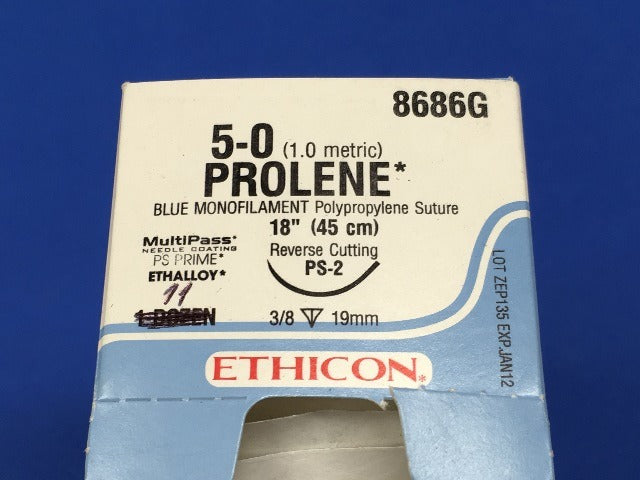 8686G
5-0 (1.0 metric)
PROLENE*
BLUE MONOFILAMENT Polypropylene Suture
18" (45 cm)
MultiPass*
NEEDLE COATING
PS PRIME*
ETHALLOY*
Reverse Cutting
PS-2
11
1 DOZEN
3/8 19mm
ETHICON*
LOT ZEP135 EXP.JAN12